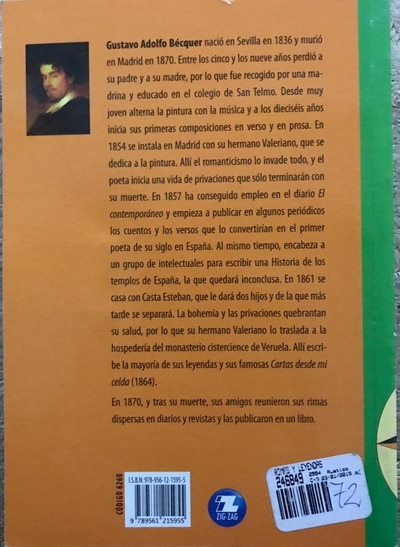 Gustavo Adolfo Bécquer nació en Sevilla en 1836 y murió
en Madrid en 1870. Entre los cinco y los nueve años perdió a
su padre y a su madre, por lo que fue recogido por una ma-
drina y educado en el colegio de San Telmo. Desde muy
joven alterna la pintura con la música y a los dieciséis años
inicia sus primeras composiciones en verso y en prosa. En
1854 se instala en Madrid con su hermano Valeriano, que se
dedica a la pintura. Allí el romanticismo lo invade todo, y el
poeta inicia una vida de privaciones que sólo terminarán con
su muerte. En 1857 ha conseguido empleo en el diario El
contemporáneo y empieza a publicar en algunos periódicos
los cuentos y los versos que lo convertirían en el primer
poeta de su siglo en España. Al mismo tiempo, encabeza a
un grupo de intelectuales para escribir una Historia de los
templos de España, la que quedará inconclusa. En 1861 se
casa con Casta Esteban, que le dará dos hijos y de la que más
tarde se separará. La bohemia y las privaciones quebrantan
su salud, por lo que su hermano Valeriano lo traslada a la
hospedería del monasterio cisterciense de Veruela. Allí escri-
be la mayoría de sus leyendas y sus famosas Cartas desde mi
celda (1864).
En 1870, y tras su muerte, sus amigos reunieron sus rimas
dispersas en diarios y revistas y las publicaron en un libro.
CÓDIGO 6260
I.S.B.N: 978-956-12-1595-5
9 789561 215955
ZIG-ZAG
RIMAS Y LEYENDAS
248849
2554
C-3 23/01/2015 AC
72